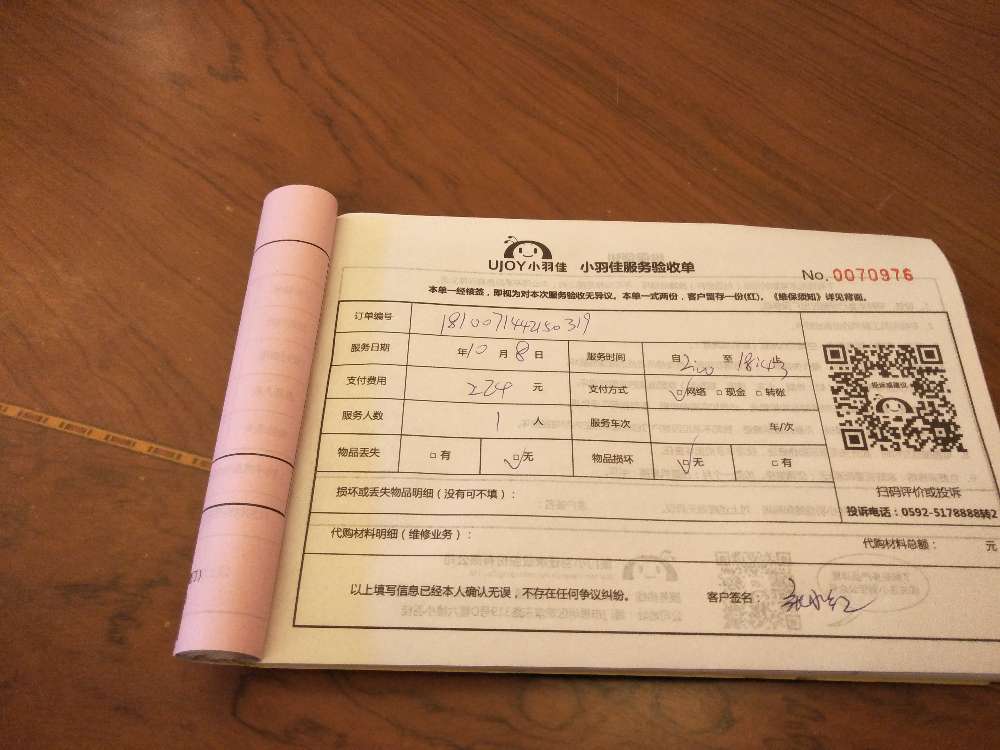 UJOY小羽佳 小羽佳服务验收单
No. 0070976
本单一经核签，即视为对本次服务验收无异议。本单一式两份，客户留存一份(红)。《维保须知》详见背面。
订单编号 181007144250319
服务日期 年10月8日 服务时间 自 至
支付费用 224 元 支付方式 网络 现金 转账
服务人数 1 人 服务车次 车/次
物品丢失 有 无 物品损坏 无 有
投诉或建议
扫码评价或投诉
损坏或丢失物品明细（没有可不填）：
投诉电话：0592-5178888转2
代购材料明细（维修业务）： 代购材料总额： 元
以上填写信息已经本人确认无误，不存在任何争议纠纷。 客户签名：